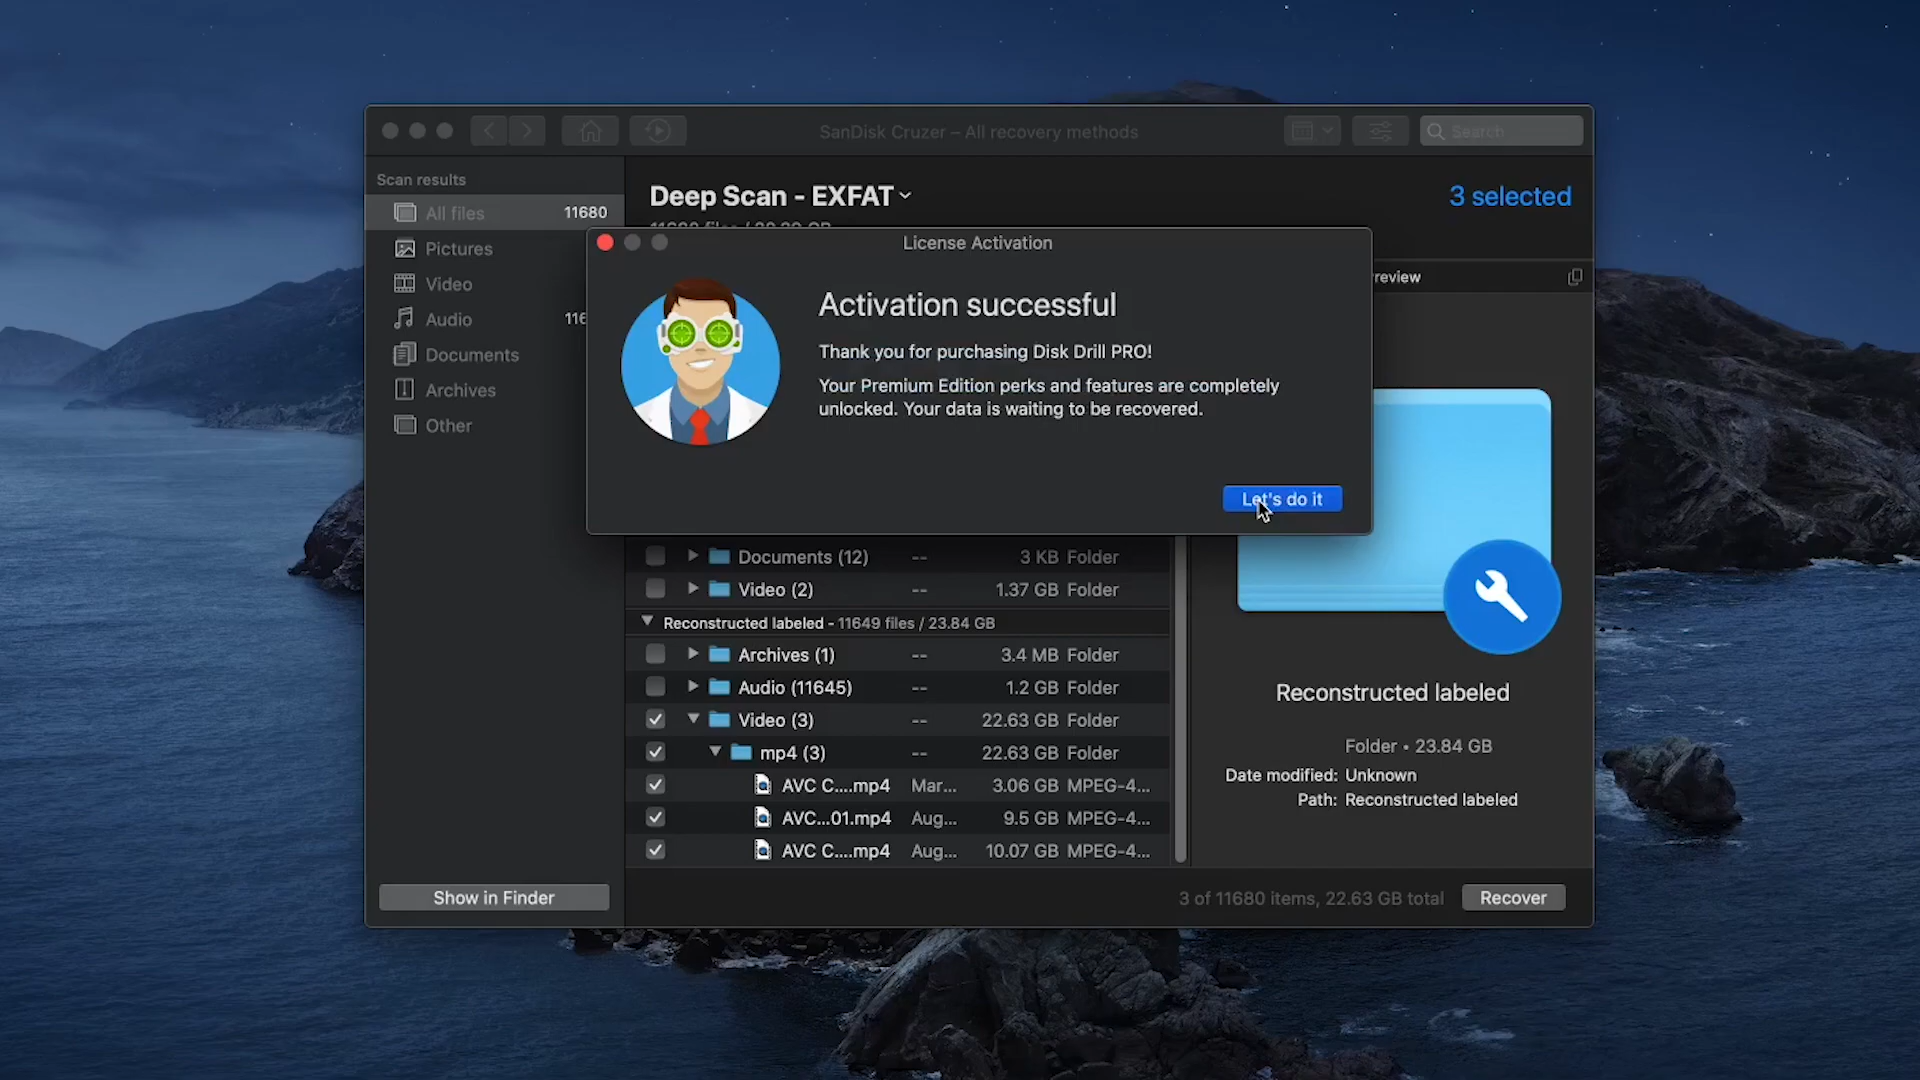 SanDisk Cruzer – All recovery methods
Search
Scan results
All files 11680
Pictures
Video
Audio
Documents
Archives
Other
Show in Finder
Deep Scan - EXFAT
3 selected
License Activation
Activation successful
Thank you for purchasing Disk Drill PRO!
Your Premium Edition perks and features are completely
unlocked. Your data is waiting to be recovered.
Let's do it
Documents (12) -- 3 KB Folder
Video (2) -- 1.37 GB Folder
Reconstructed labeled - 11649 files / 23.84 GB
Archives (1) -- 3.4 MB Folder
Audio (11645) -- 1.2 GB Folder
Video (3) -- 22.63 GB Folder
mp4 (3) -- 22.63 GB Folder
AVC C....mp4 Mar... 3.06 GB MPEG-4...
AVC...01.mp4 Aug... 9.5 GB MPEG-4...
AVC C....mp4 Aug... 10.07 GB MPEG-4...
review
Reconstructed labeled
Folder • 23.84 GB
Date modified: Unknown
Path: Reconstructed labeled
3 of 11680 items, 22.63 GB total
Recover